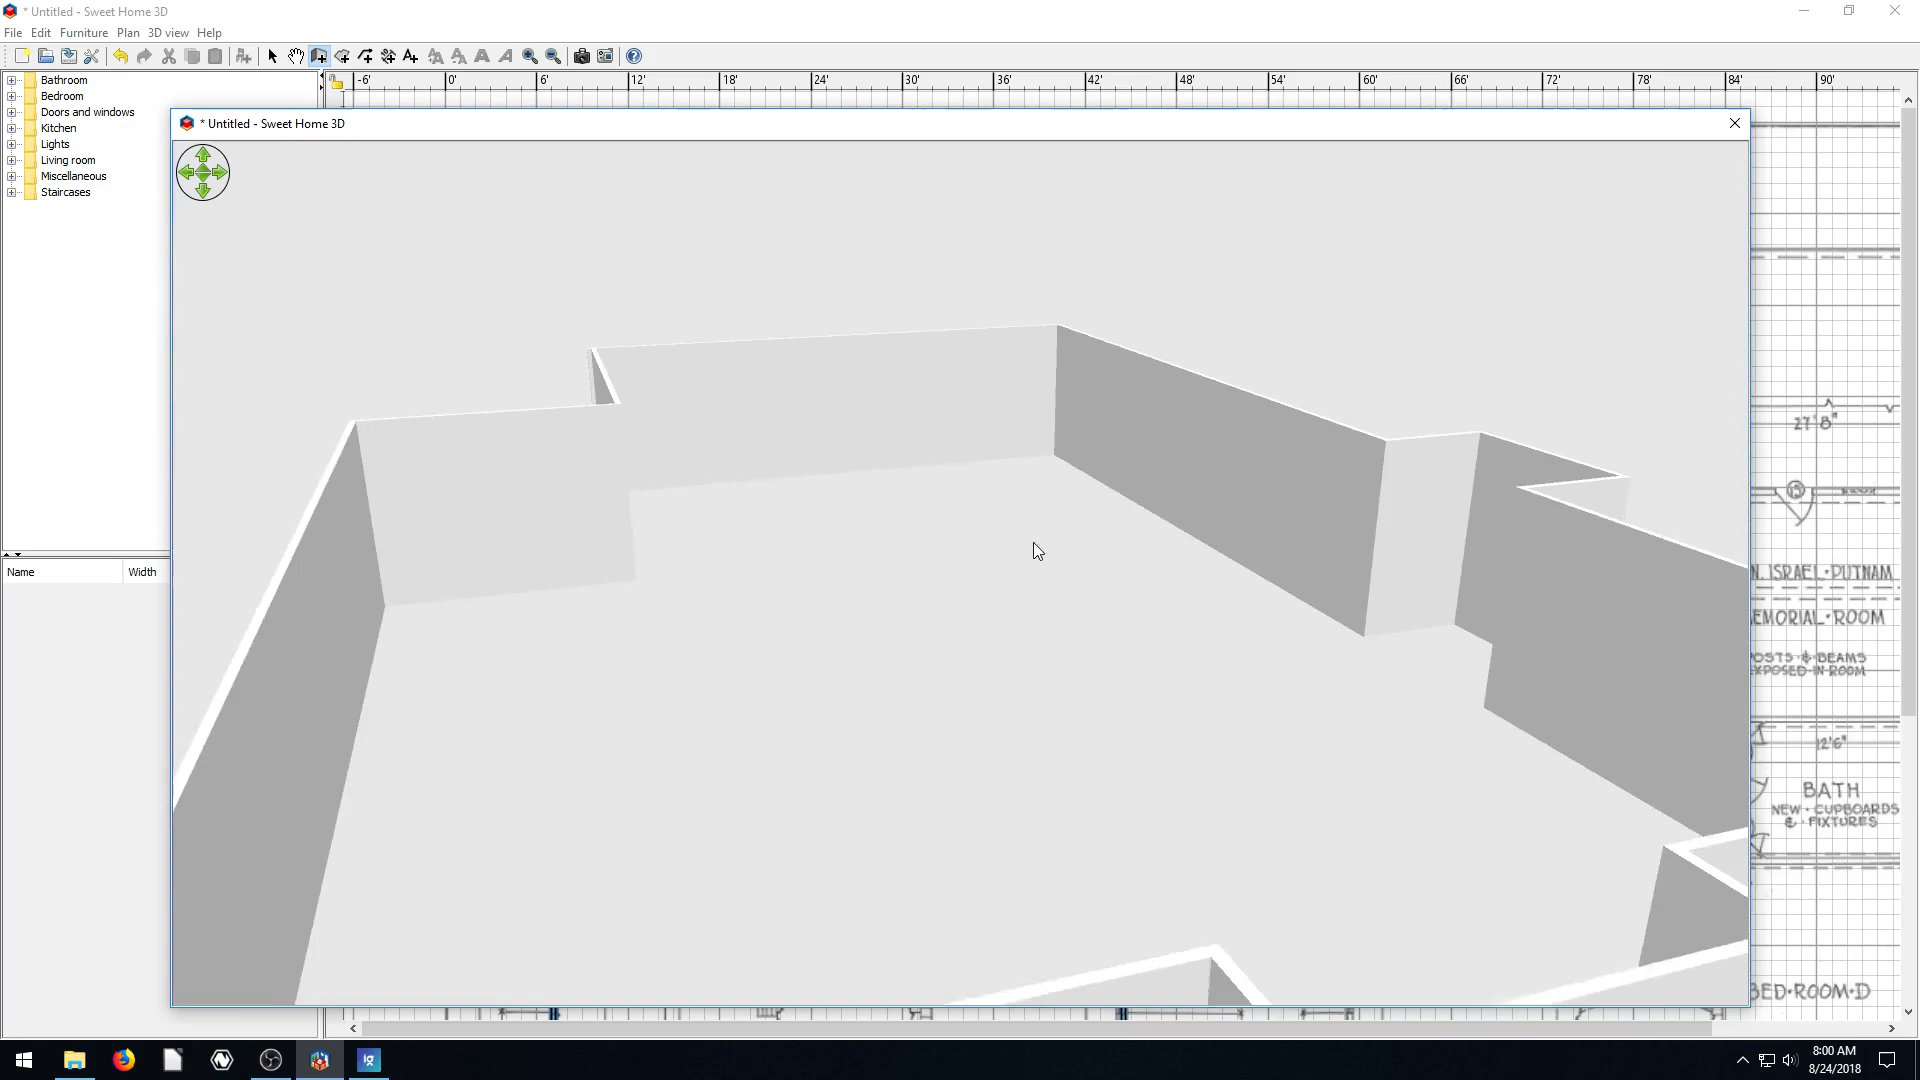 * Untitled - Sweet Home 3D
File Edit Furniture Plan 3D view Help
-6' 0' 6' 12' 18' 24' 30' 36' 42' 48' 54' 60' 66' 72' 78' 84' 90'
Bathroom
Bedroom
Doors and windows
Kitchen
Lights
Living room
Miscellaneous
Staircases
* Untitled - Sweet Home 3D
27'8"
15
Name Width
N. ISRAEL·PUTNAM
EMORIAL·ROOM
POSTS·&·BEAMS
EXPOSED·IN·ROOM
12'6"
BATH
NEW·CUPBOARDS
&·FIXTURES
BED·ROOM·D
ig
8:00 AM
8/24/2018